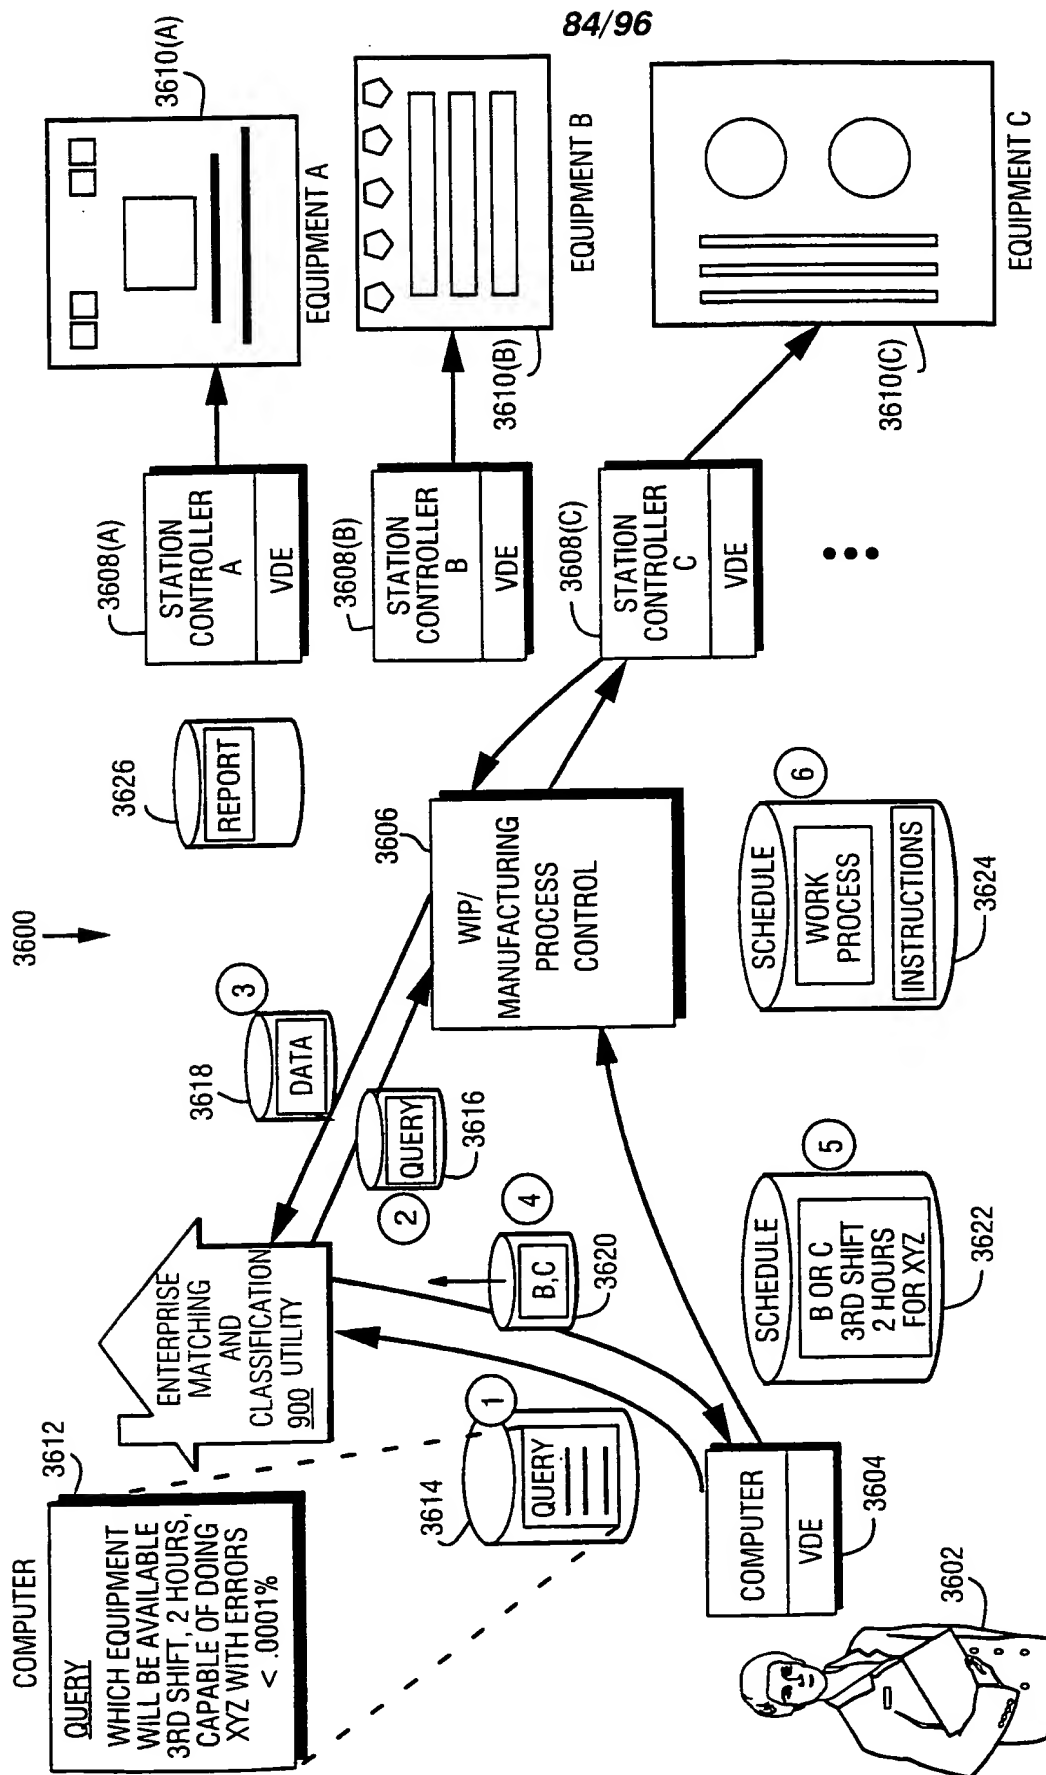 84/96
3600
COMPUTER
3612
QUERY
WHICH EQUIPMENT
WILL BE AVAILABLE
3RD SHIFT, 2 HOURS,
CAPABLE OF DOING
XYZ WITH ERRORS
< .0001%
ENTERPRISE
MATCHING
AND
CLASSIFICATION
900 UTILITY
3614
QUERY
1
COMPUTER
VDE
3604
3602
2
QUERY
3616
3618
DATA
3
4
B,C
3620
SCHEDULE
B OR C
3RD SHIFT
2 HOURS
FOR XYZ
5
3622
3606
WIP/
MANUFACTURING
PROCESS
CONTROL
SCHEDULE
WORK
PROCESS
INSTRUCTIONS
6
3624
3626
REPORT
3608(A)
STATION
CONTROLLER
A
VDE
3608(B)
STATION
CONTROLLER
B
VDE
3608(C)
STATION
CONTROLLER
C
VDE
3610(A)
EQUIPMENT A
3610(B)
EQUIPMENT B
3610(C)
EQUIPMENT C